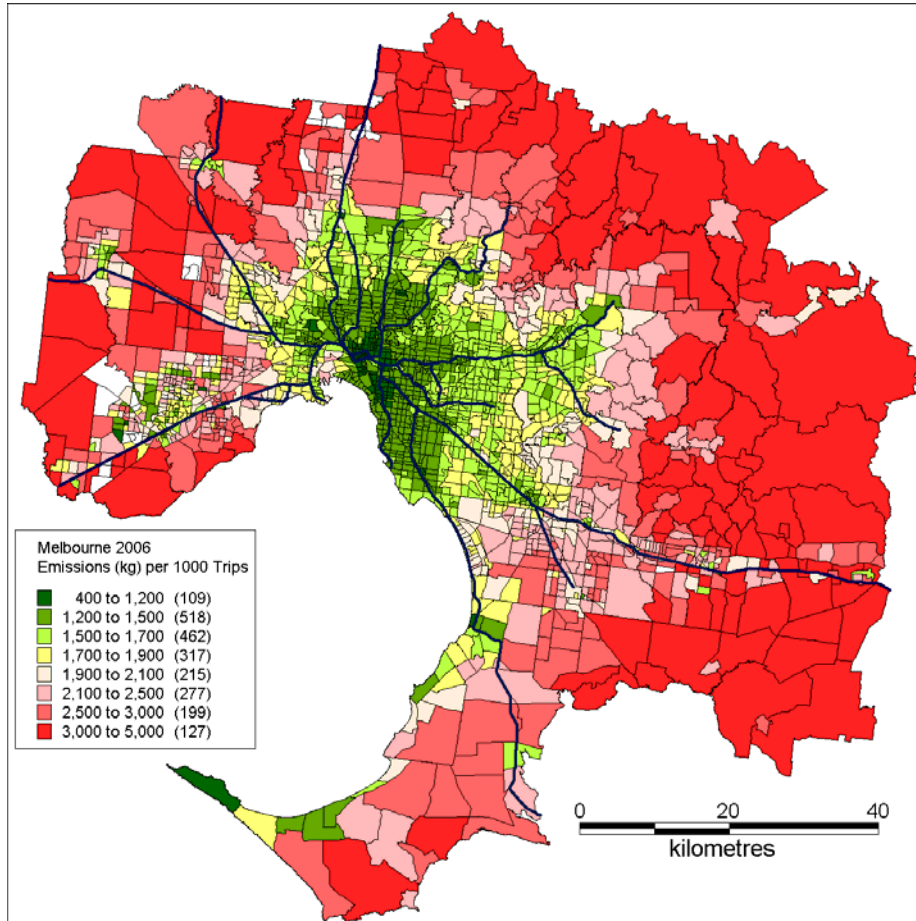 Melbourne 2006
Emissions (kg) per 1000 Trips
400 to 1,200 (109)
1,200 to 1,500 (518)
1,500 to 1,700 (462)
1,700 to 1,900 (317)
1,900 to 2,100 (215)
2,100 to 2,500 (277)
2,500 to 3,000 (199)
3,000 to 5,000 (127)
0 20 40
kilometres